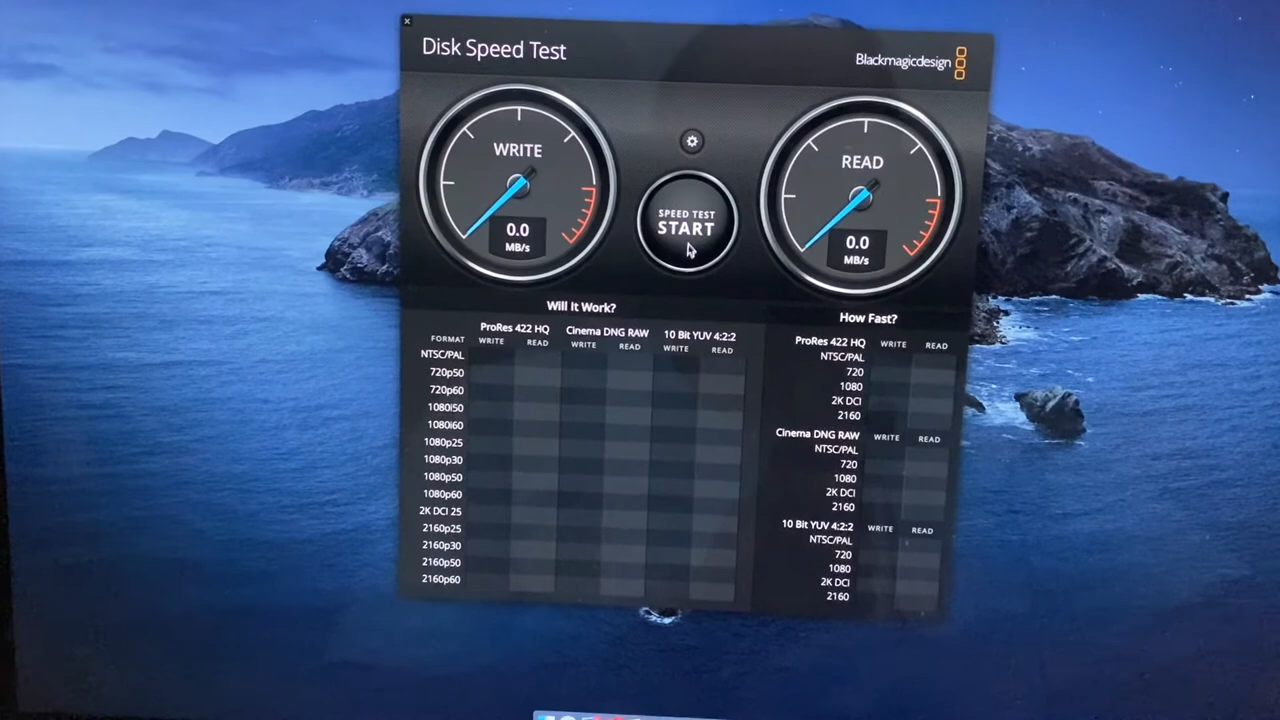 Disk Speed Test
Blackmagicdesign
WRITE
0.0
MB/s
SPEED TEST
START
READ
0.0
MB/s
Will It Work?
ProRes 422 HQ Cinema DNG RAW 10 Bit YUV 4:2:2
FORMAT WRITE READ WRITE READ WRITE READ
NTSC/PAL
720p50
720p60
1080i50
1080i60
1080p25
1080p30
1080p50
1080p60
2K DCI 25
2160p25
2160p30
2160p50
2160p60
How Fast?
ProRes 422 HQ WRITE READ
NTSC/PAL
720
1080
2K DCI
2160
Cinema DNG RAW WRITE READ
NTSC/PAL
720
1080
2K DCI
2160
10 Bit YUV 4:2:2 WRITE READ
NTSC/PAL
720
1080
2K DCI
2160